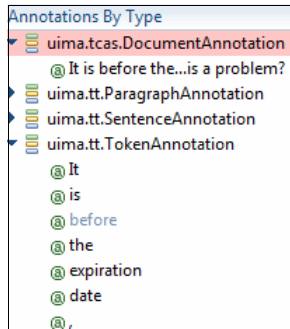 Annotations By Type
uima.tcas.DocumentAnnotation
It is before the...is a problem?
uima.tt.ParagraphAnnotation
uima.tt.SentenceAnnotation
uima.tt.TokenAnnotation
It
is
before
the
expiration
date
,